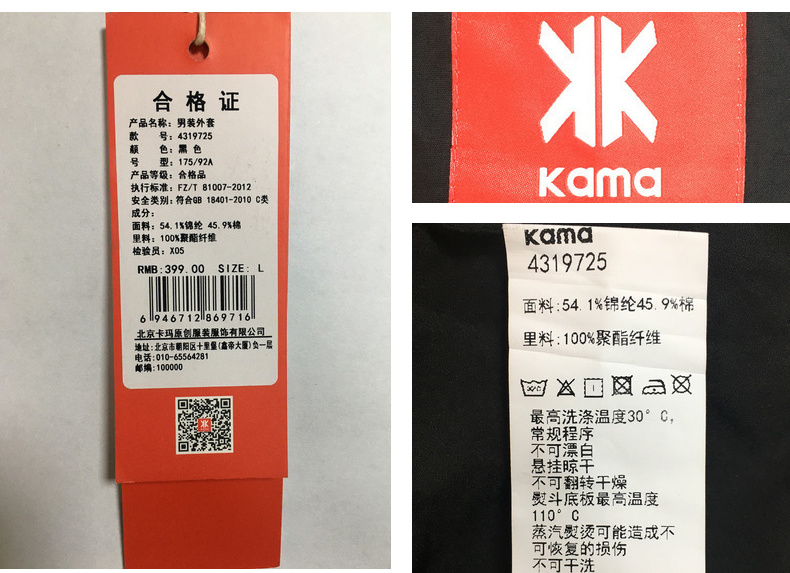 合格证
产品名称: 男装外套
款 号: 4319725
颜 色: 黑 色
号 型: 175/92A
产品等级: 合格品
执行标准: FZ/T 81007-2012
安全类别: 符合GB 18401-2010 C类
成分:
面料: 54.1%锦纶 45.9%棉
里料: 100%聚酯纤维
检验员: X05
RMB:399.00 SIZE: L
6 946712 869716
北京卡玛原创服装服饰有限公司
地址:北京市朝阳区十里堡(鑫帝大厦)负一层
电话:010-65564281
邮编:100000
Kama
Kama
4319725
面料:54.1%锦纶45.9%棉
里料:100%聚酯纤维
最高洗涤温度30°C,
常规程序
不可漂白
悬挂晾干
不可翻转干燥
熨斗底板最高温度
110°C
蒸汽熨烫可能造成不
可恢复的损伤
不可干洗